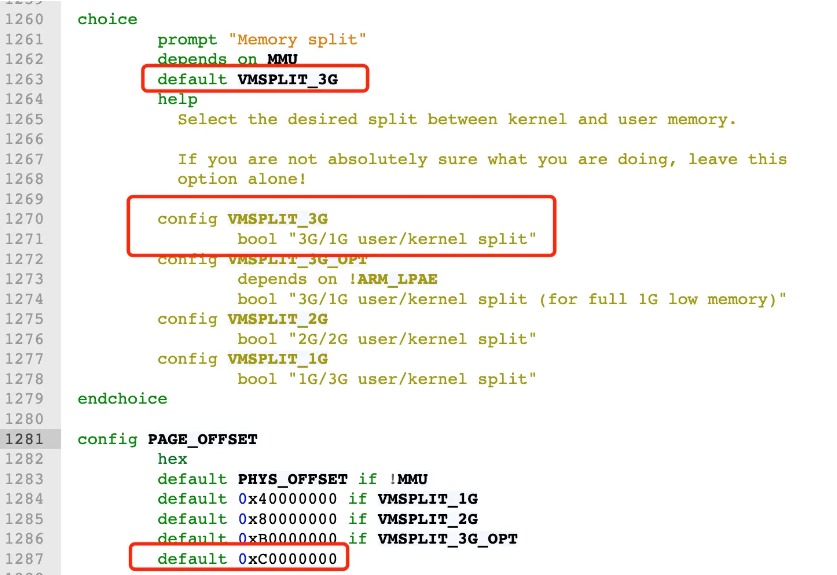 1259
1260 choice
1261 prompt "Memory split"
1262 depends on MMU
1263 default VMSPLIT_3G
1264 help
1265 Select the desired split between kernel and user memory.
1266
1267 If you are not absolutely sure what you are doing, leave this
1268 option alone!
1269
1270 config VMSPLIT_3G
1271 bool "3G/1G user/kernel split"
1272 config VMSPLIT_3G_OPT
1273 depends on !ARM_LPAE
1274 bool "3G/1G user/kernel split (for full 1G low memory)"
1275 config VMSPLIT_2G
1276 bool "2G/2G user/kernel split"
1277 config VMSPLIT_1G
1278 bool "1G/3G user/kernel split"
1279 endchoice
1280
1281 config PAGE_OFFSET
1282 hex
1283 default PHYS_OFFSET if !MMU
1284 default 0x40000000 if VMSPLIT_1G
1285 default 0x80000000 if VMSPLIT_2G
1286 default 0xB0000000 if VMSPLIT_3G_OPT
1287 default 0xC0000000